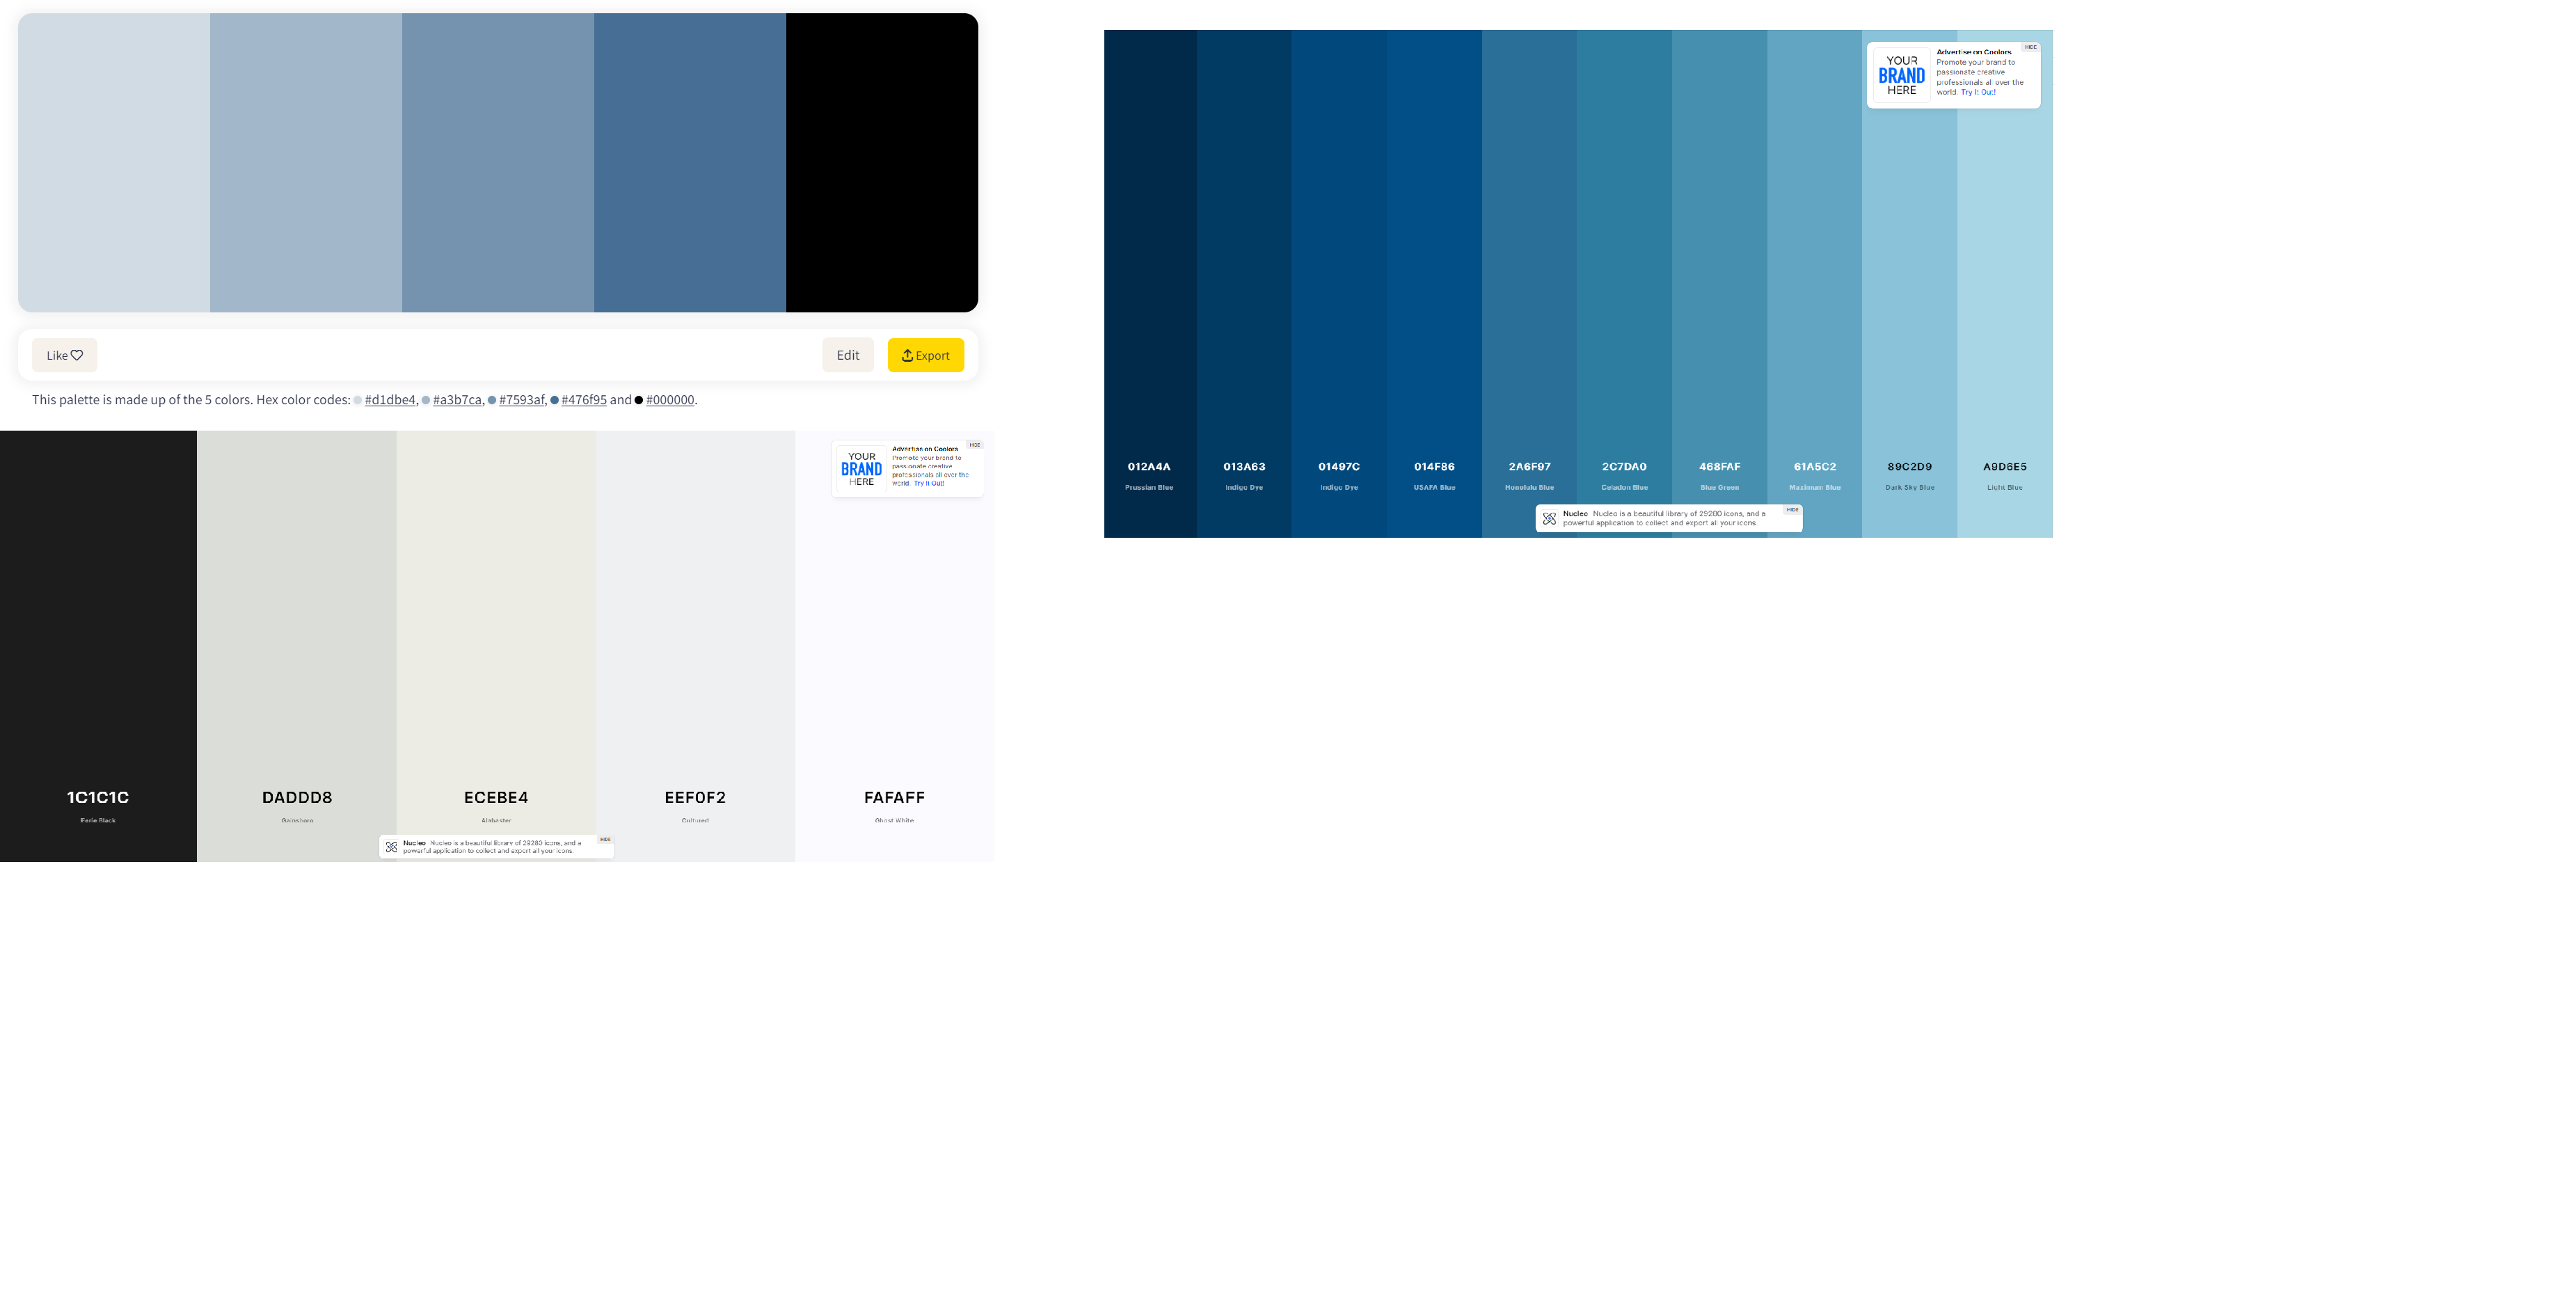 Like
Edit
Export
This palette is made up of the 5 colors. Hex color codes: #d1dbe4, #a3b7ca, #7593af, #476f95 and #000000.
YOUR
BRAND
HERE
Advertise on Coolors
Promote your brand to
passionate creative
professionals all over the
world. Try It Out!
HIDE
1C1C1C
Eerie Black
DADDD8
Gainsboro
ECEBE4
Alabaster
EEF0F2
Cultured
FAFAFF
Ghost White
Nucleo Nucleo is a beautiful library of 29280 icons, and a
powerful application to collect and export all your icons.
HIDE
YOUR
BRAND
HERE
Advertise on Coolors
Promote your brand to
passionate creative
professionals all over the
world. Try It Out!
HIDE
012A4A
Prussian Blue
013A63
Indigo Dye
01497C
Indigo Dye
014F86
USAFA Blue
2A6F97
Honolulu Blue
2C7DA0
Celadon Blue
468FAF
Blue Green
61A5C2
Maximum Blue
89C2D9
Dark Sky Blue
A9D6E5
Light Blue
Nucleo Nucleo is a beautiful library of 29280 icons, and a
powerful application to collect and export all your icons.
HIDE